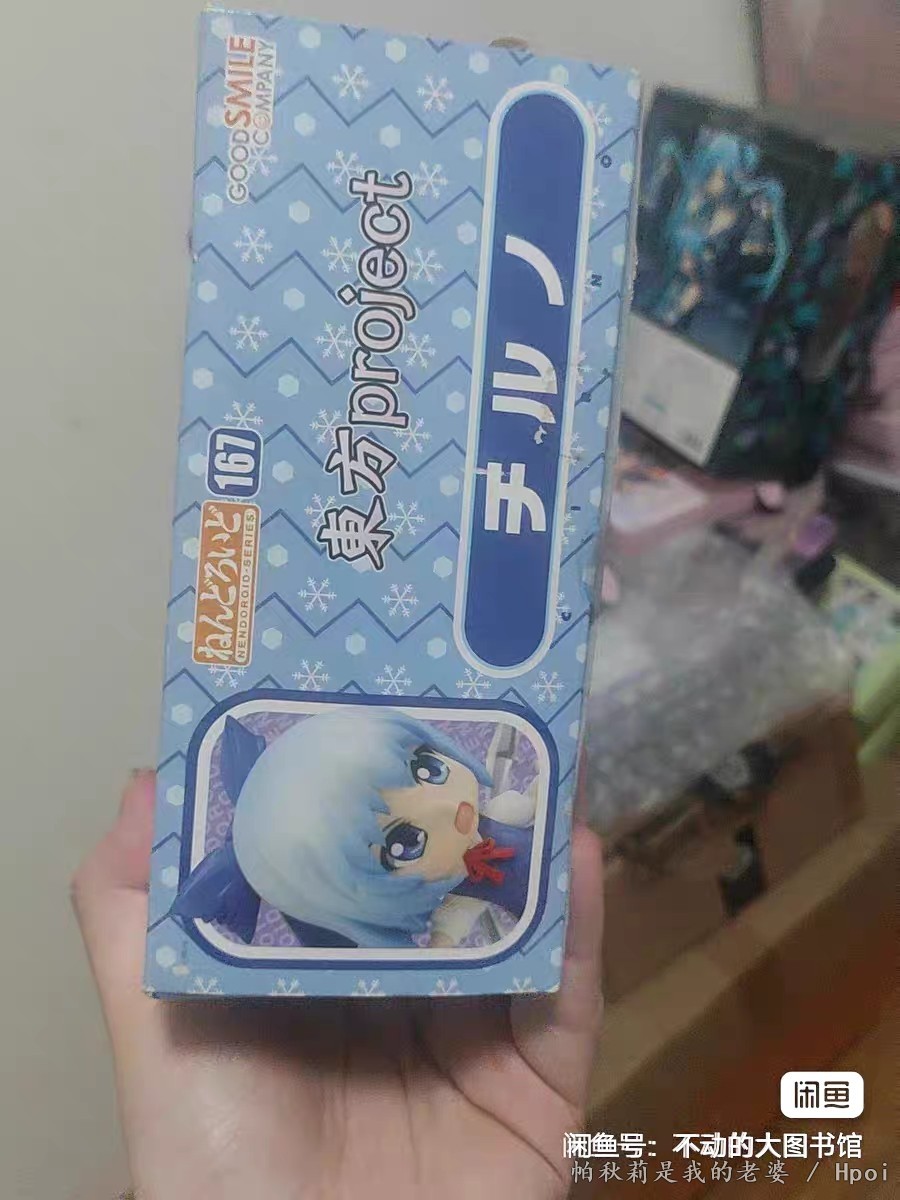 GOOD SMILE
COMPANY
ねんどろいど
NENDOROID・SERIES
167
東方project
チルノ
CIRNO
闲鱼
闲鱼号：不动的大图书馆
帕秋莉是我的老婆 / Hpoi